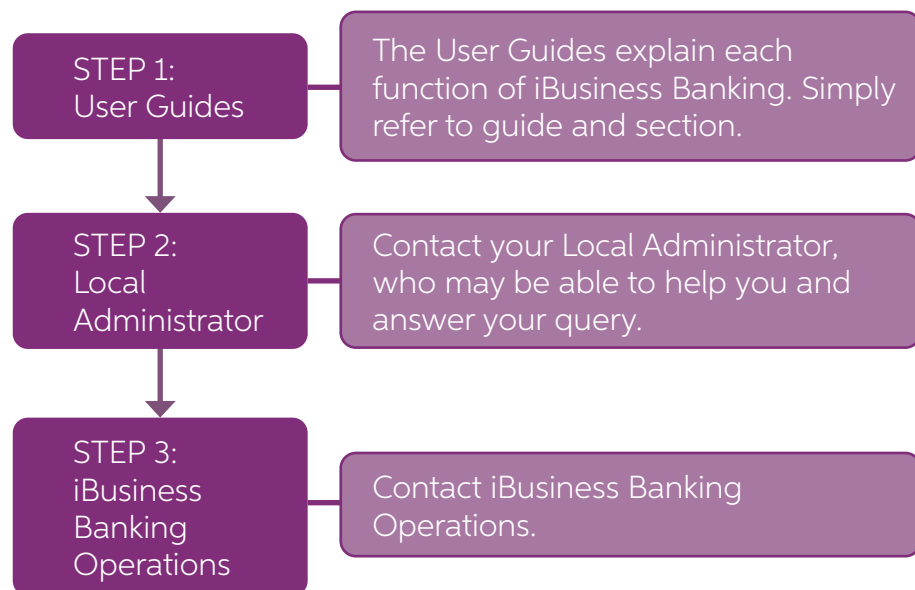 STEP 1:
User Guides
The User Guides explain each
function of iBusiness Banking. Simply
refer to guide and section.
STEP 2:
Local
Administrator
Contact your Local Administrator,
who may be able to help you and
answer your query.
STEP 3:
iBusiness
Banking
Operations
Contact iBusiness Banking
Operations.